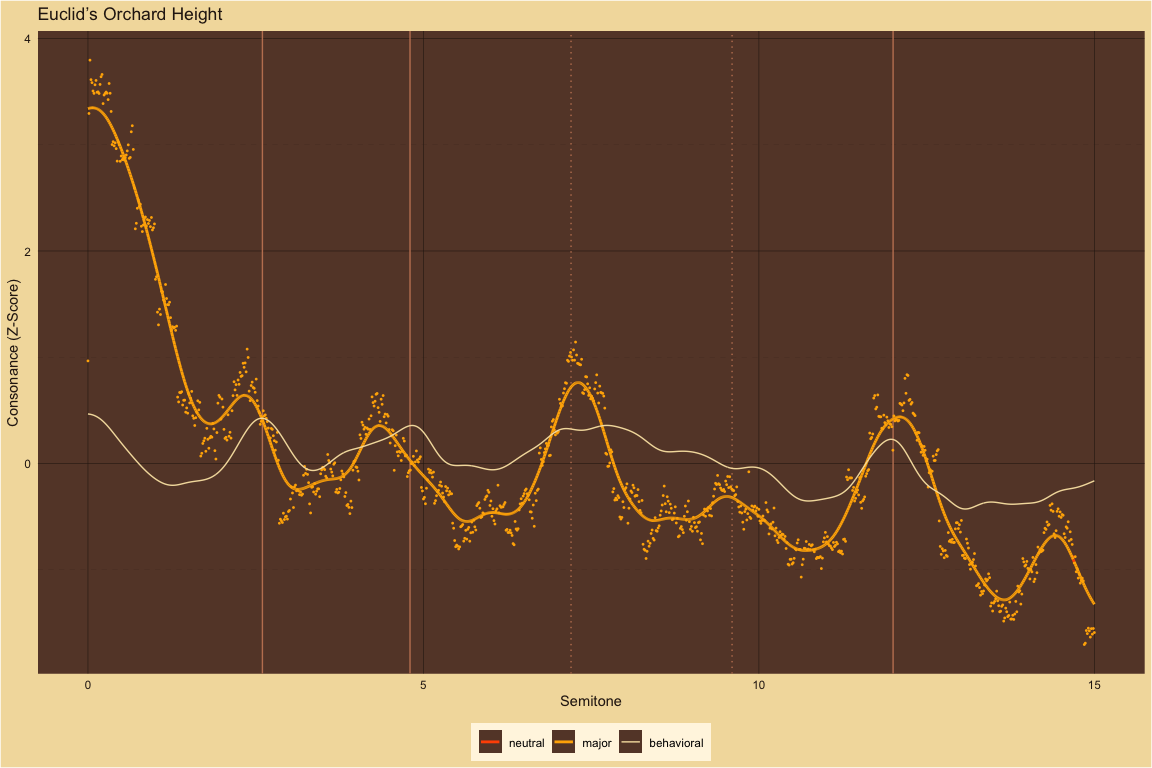 Euclid’s Orchard Height
4
2
0
Consonance (Z-Score)
0 5 10 15
Semitone
neutral major behavioral